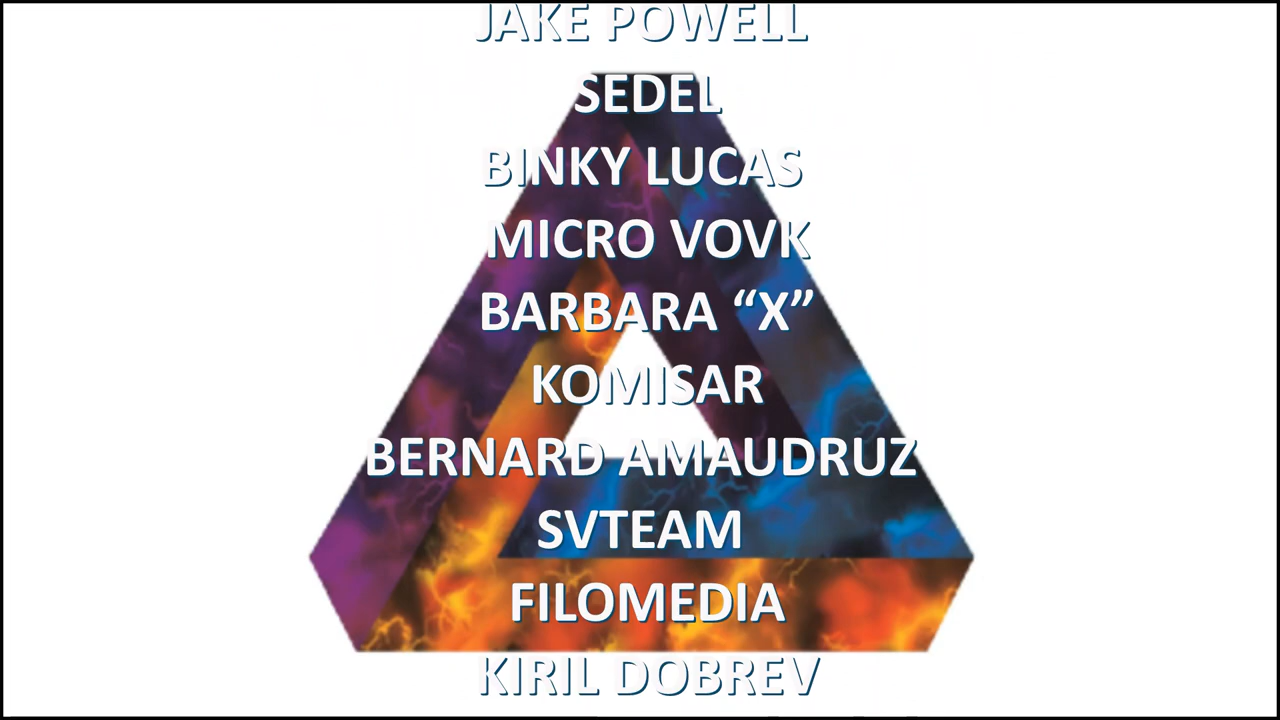 JAKE POWELL
SEDEL
BINKY LUCAS
MICRO VOVK
BARBARA “X”
KOMISAR
BERNARD AMAUDRUZ
SVTEAM
FILOMEDIA
KIRIL DOBREV